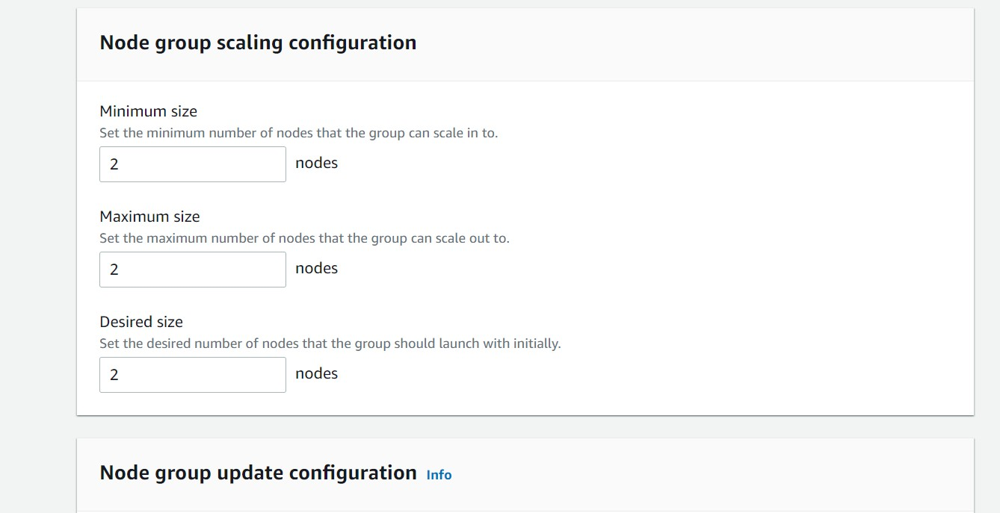 Node group scaling configuration
Minimum size
Set the minimum number of nodes that the group can scale in to.
2 nodes
Maximum size
Set the maximum number of nodes that the group can scale out to.
2 nodes
Desired size
Set the desired number of nodes that the group should launch with initially.
2 nodes
Node group update configuration Info